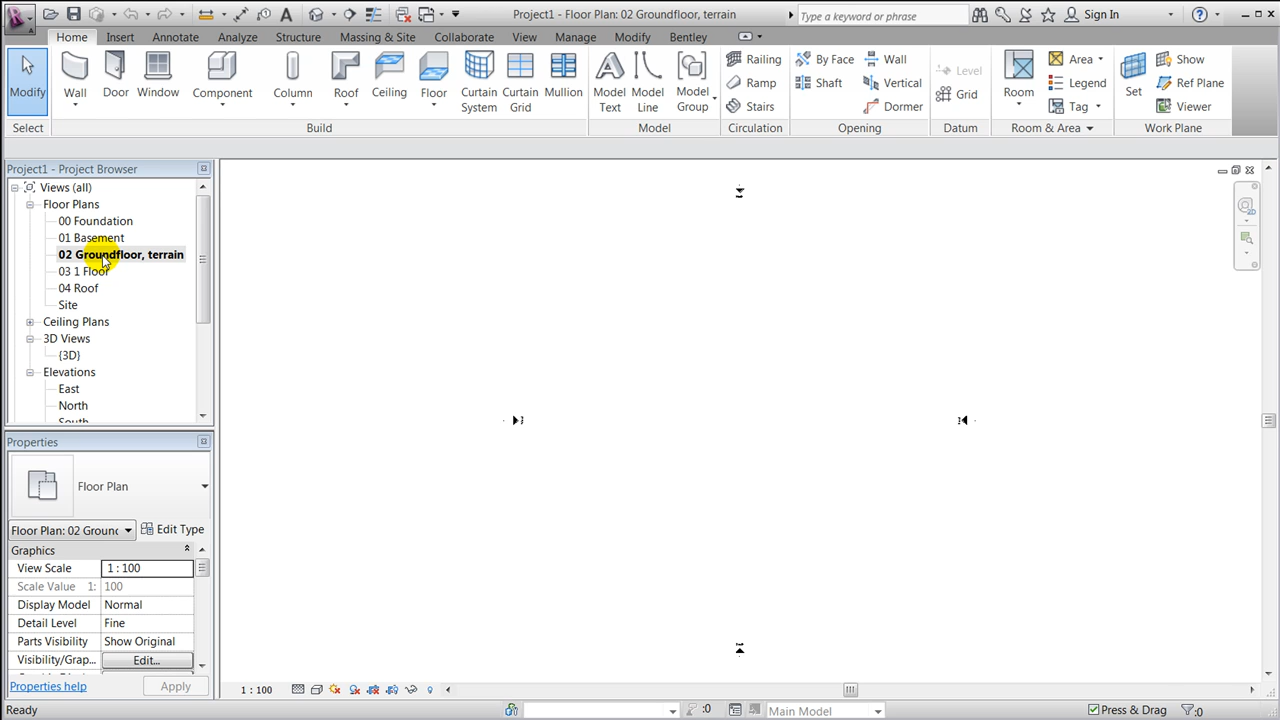 Project1 - Floor Plan: 02 Groundfloor, terrain
Type a keyword or phrase
Sign In
Home Insert Annotate Analyze Structure Massing & Site Collaborate View Manage Modify Bentley
Modify
Wall
Door
Window
Component
Column
Roof
Ceiling
Floor
Curtain System
Curtain Grid
Mullion
Model Text
Model Line
Model Group
Railing
Ramp
Stairs
By Face
Shaft
Wall
Vertical
Dormer
Level
Grid
Room
Area
Legend
Tag
Set
Show
Ref Plane
Viewer
Select
Build
Model
Circulation
Opening
Datum
Room & Area
Work Plane
Project1 - Project Browser
Views (all)
Floor Plans
00 Foundation
01 Basement
02 Groundfloor, terrain
03 1 Floor
04 Roof
Site
Ceiling Plans
3D Views
{3D}
Elevations
East
North
South
Properties
Floor Plan
Floor Plan: 02 Ground
Edit Type
Graphics
View Scale 1 : 100
Scale Value 1: 100
Display Model Normal
Detail Level Fine
Parts Visibility Show Original
Visibility/Grap... Edit...
Properties help
Apply
1 : 100
Ready
:0
Main Model
Press & Drag
:0